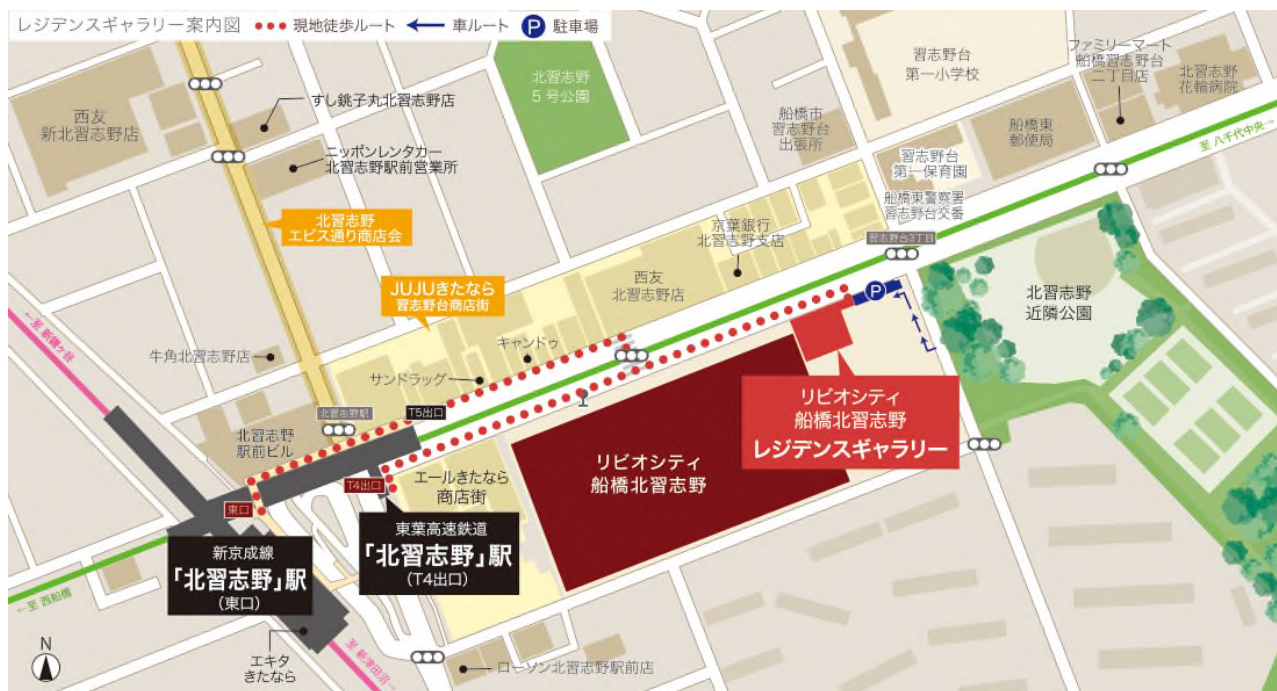 レジデンスギャラリー案内図 現地徒歩ルート 車ルート P 駐車場
西友
新北習志野店
すし銚子丸北習志野店
ニッポンレンタカー
北習志野駅前営業所
北習志野
エビス通り商店会
北習志野
5号公園
習志野台
第一小学校
ファミリーマート
船橋習志野台
二丁目店
北習志野
花輪病院
船橋市
習志野台
出張所
船橋東
郵便局
習志野台
第一保育園
船橋東警察署
習志野台交番
至 八千代中央→
京葉銀行
北習志野支店
習志野台3丁目
西友
北習志野店
JUJUきたなら
習志野台商店街
キャンドゥ
サンドラッグ
牛角北習志野店
←至 新鎌ヶ谷
北習志野駅
T5出口
北習志野
駅前ビル
東口
T4出口
エールきたなら
商店街
P
北習志野
近隣公園
リビオシティ
船橋北習志野
レジデンスギャラリー
リビオシティ
船橋北習志野
東葉高速鉄道
「北習志野」駅
(T4出口)
新京成線
「北習志野」駅
(東口)
←至 西船橋
N
エキタ
きたなら
至 新津田沼→
ローソン北習志野駅前店